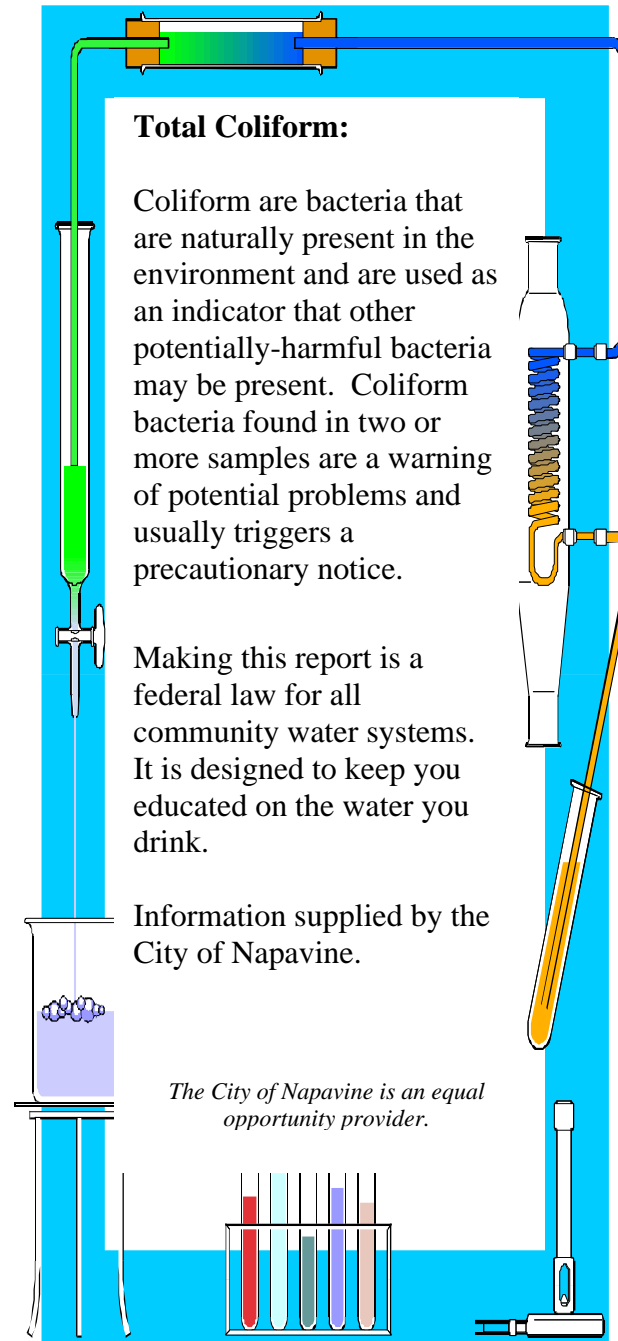 Total Coliform:
Coliform are bacteria that
are naturally present in the
environment and are used as
an indicator that other
potentially-harmful bacteria
may be present.  Coliform
bacteria found in two or
more samples are a warning
of potential problems and
usually triggers a
precautionary notice.
Making this report is a
federal law for all
community water systems.
It is designed to keep you
educated on the water you
drink.
Information supplied by the
City of Napavine.
The City of Napavine is an equal
opportunity provider.